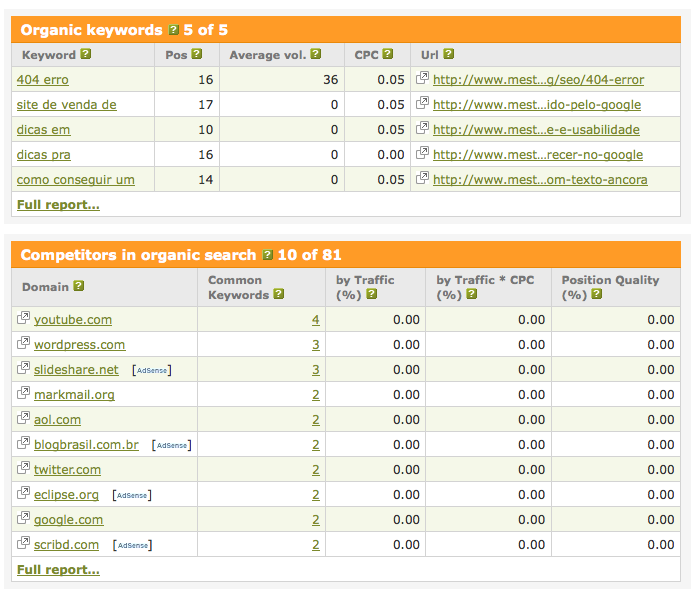 Organic keywords ? 5 of 5
Keyword ? Pos ? Average vol. ? CPC ? Url ?
404 erro 16 36 0.05 http://www.mest...g/seo/404-error
site de venda de 17 0 0.05 http://www.mest...ido-pelo-google
dicas em 10 0 0.05 http://www.mest...e-e-usabilidade
dicas pra 16 0 0.00 http://www.mest...recer-no-google
como conseguir um 14 0 0.05 http://www.mest...om-texto-ancora
Full report...
Competitors in organic search ? 10 of 81
Domain ? Common Keywords ? by Traffic (%) ? by Traffic * CPC (%) ? Position Quality (%) ?
youtube.com 4 0.00 0.00 0.00
wordpress.com 3 0.00 0.00 0.00
slideshare.net [AdSense] 3 0.00 0.00 0.00
markmail.org 2 0.00 0.00 0.00
aol.com 2 0.00 0.00 0.00
blogbrasil.com.br [AdSense] 2 0.00 0.00 0.00
twitter.com 2 0.00 0.00 0.00
eclipse.org [AdSense] 2 0.00 0.00 0.00
google.com 2 0.00 0.00 0.00
scribd.com [AdSense] 2 0.00 0.00 0.00
Full report...